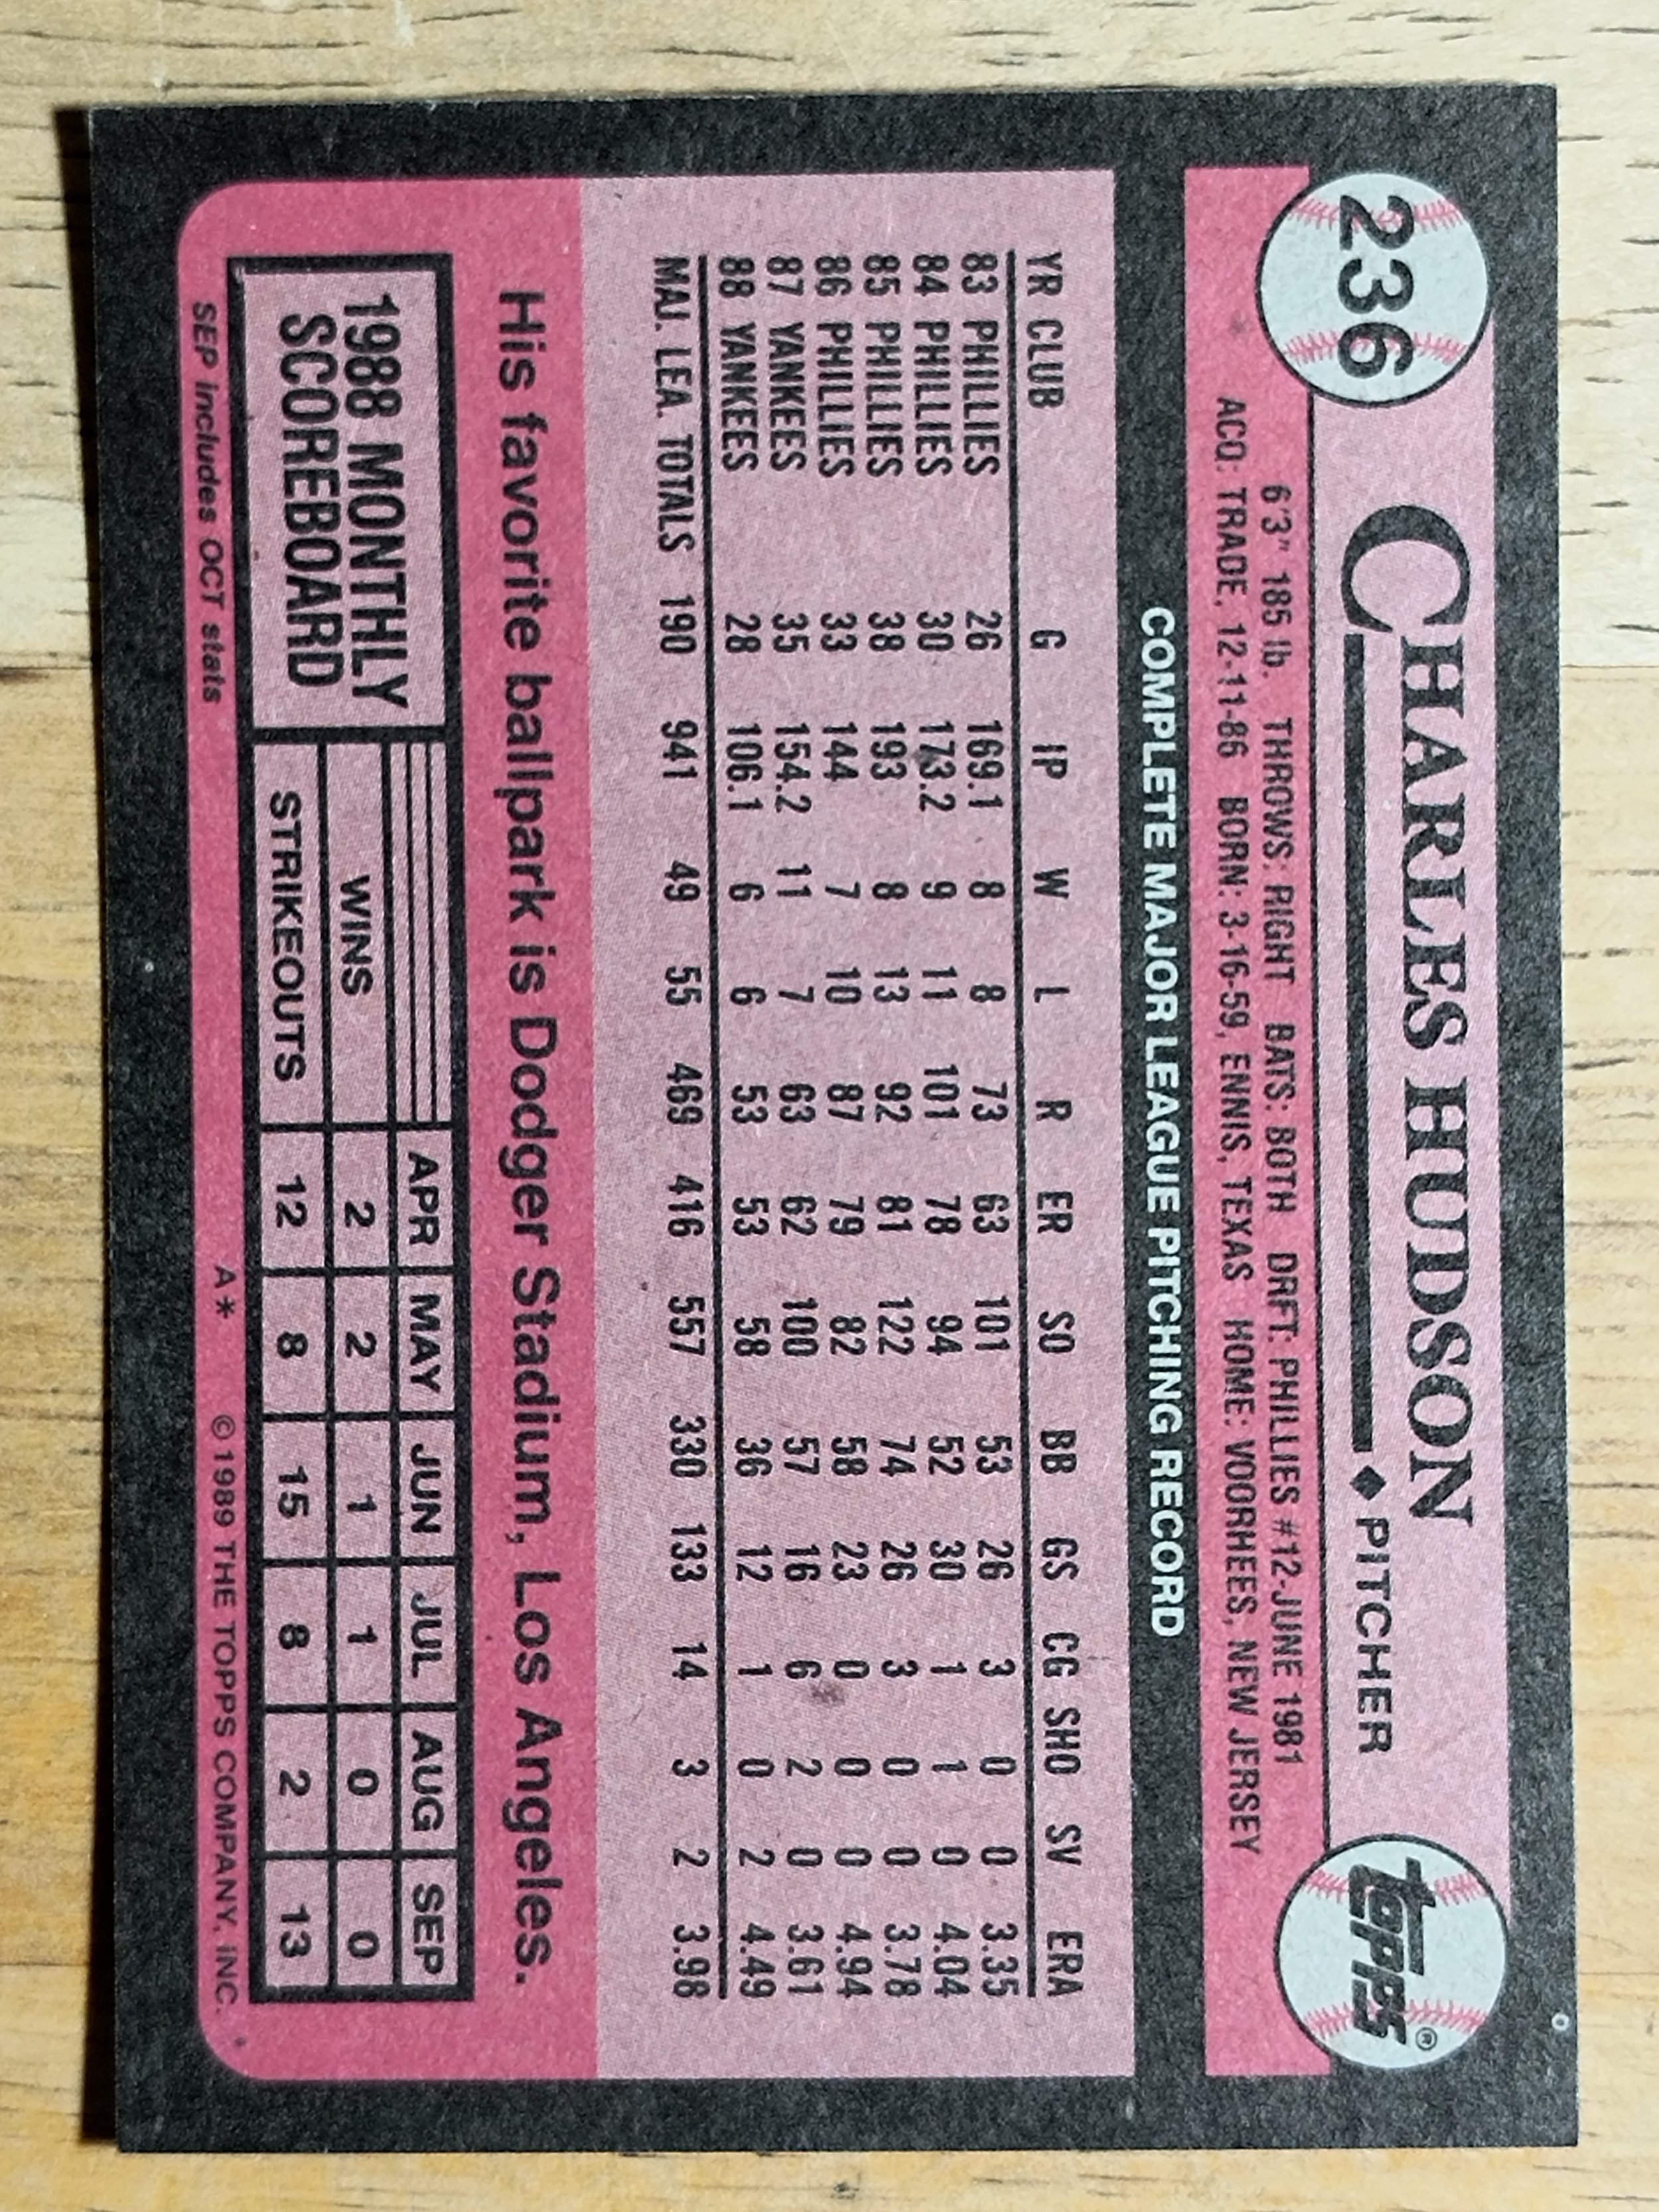 236
CHARLES HUDSON
◆ PITCHER
topps®
6'3" 185 lb. THROWS: RIGHT BATS: BOTH DRFT: PHILLIES #12-JUNE 1981
ACQ: TRADE, 12-11-86 BORN: 3-16-59, ENNIS, TEXAS HOME: VOORHEES, NEW JERSEY
COMPLETE MAJOR LEAGUE PITCHING RECORD
YR CLUB G IP W L R ER SO BB GS CG SHO SV ERA
83 PHILLIES 26 169.1 8 8 73 63 101 53 26 3 0 0 3.35
84 PHILLIES 30 173.2 9 11 101 78 94 52 30 1 1 0 4.04
85 PHILLIES 38 193 8 13 92 81 122 74 26 3 0 0 3.78
86 PHILLIES 33 144 7 10 87 79 82 58 23 0 0 0 4.94
87 YANKEES 35 154.2 11 7 63 62 100 57 16 6 2 0 3.61
88 YANKEES 28 106.1 6 6 53 53 58 36 12 1 0 2 4.49
MAJ. LEA. TOTALS 190 941 49 55 469 416 557 330 133 14 3 2 3.98
His favorite ballpark is Dodger Stadium, Los Angeles.
1988 MONTHLY
SCOREBOARD
APR MAY JUN JUL AUG SEP
WINS 2 2 1 1 0 0
STRIKEOUTS 12 8 15 8 2 13
SEP includes OCT stats
A* © 1989 THE TOPPS COMPANY, INC.